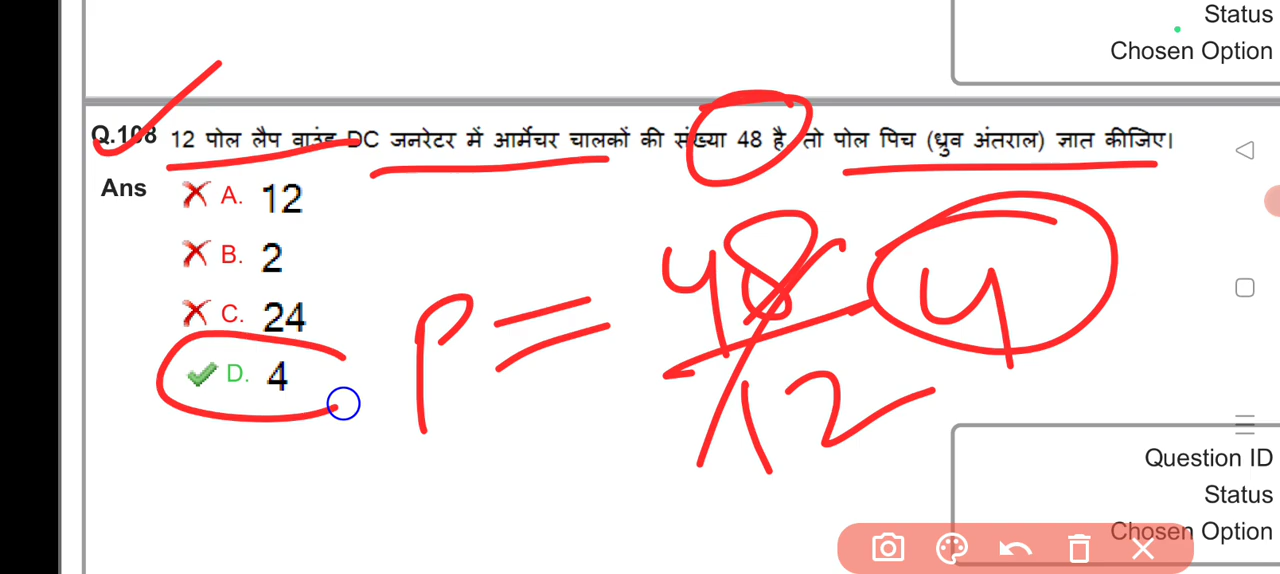 Status
Chosen Option
Q.108 12 पोल लैप वाउंड DC जनरेटर में आर्मेचर चालकों की संख्या 48 है, तो पोल पिच (ध्रुव अंतराल) ज्ञात कीजिए।
Ans
A. 12
B. 2
C. 24
D. 4
P = 48/12 4
Question ID
Status
Chosen Option